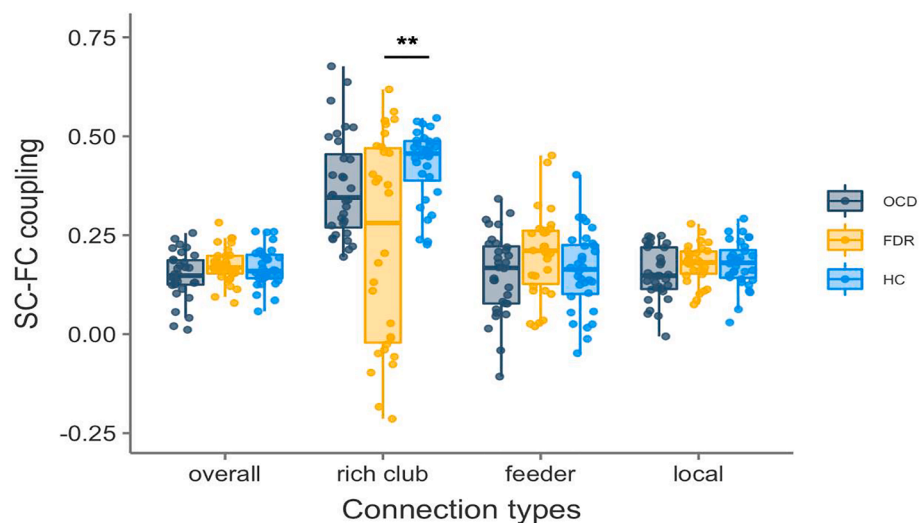 **
0.75
0.50
0.25
0.00
-0.25
SC-FC coupling
overall rich club feeder local
Connection types
OCD
FDR
HC